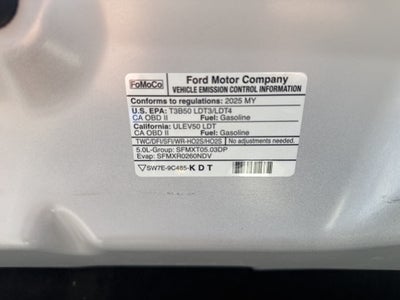 FoMoCo Ford Motor Company
VEHICLE EMISSION CONTROL INFORMATION
Conforms to regulations: 2025 MY
U.S. EPA: T3B50 LDT3/LDT4
CA OBD II Fuel: Gasoline
California: ULEV50 LDT
CA OBD II Fuel: Gasoline
TWC/DFI/SFI/WR-HO2S/HO2S No adjustments needed.
5.0L-Group: SFMXT05.03DP
Evap: SFMXR0260NDV
SW7E-9C485-KDT